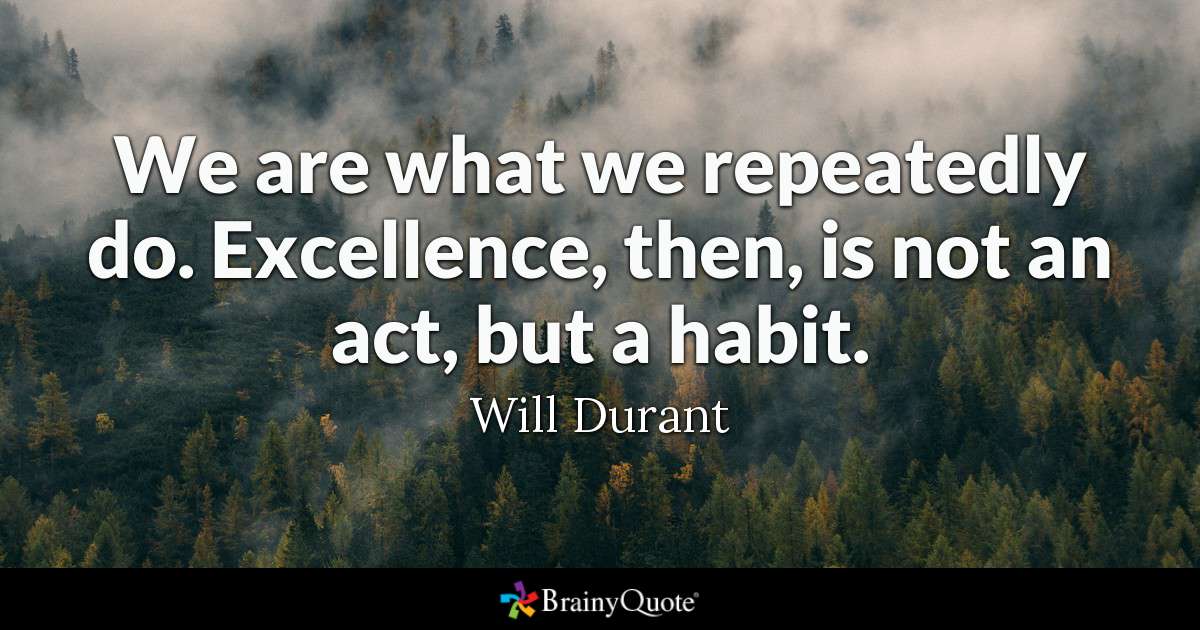 We are what we repeatedly
do. Excellence, then, is not an
act, but a habit.
Will Durant
BrainyQuote®